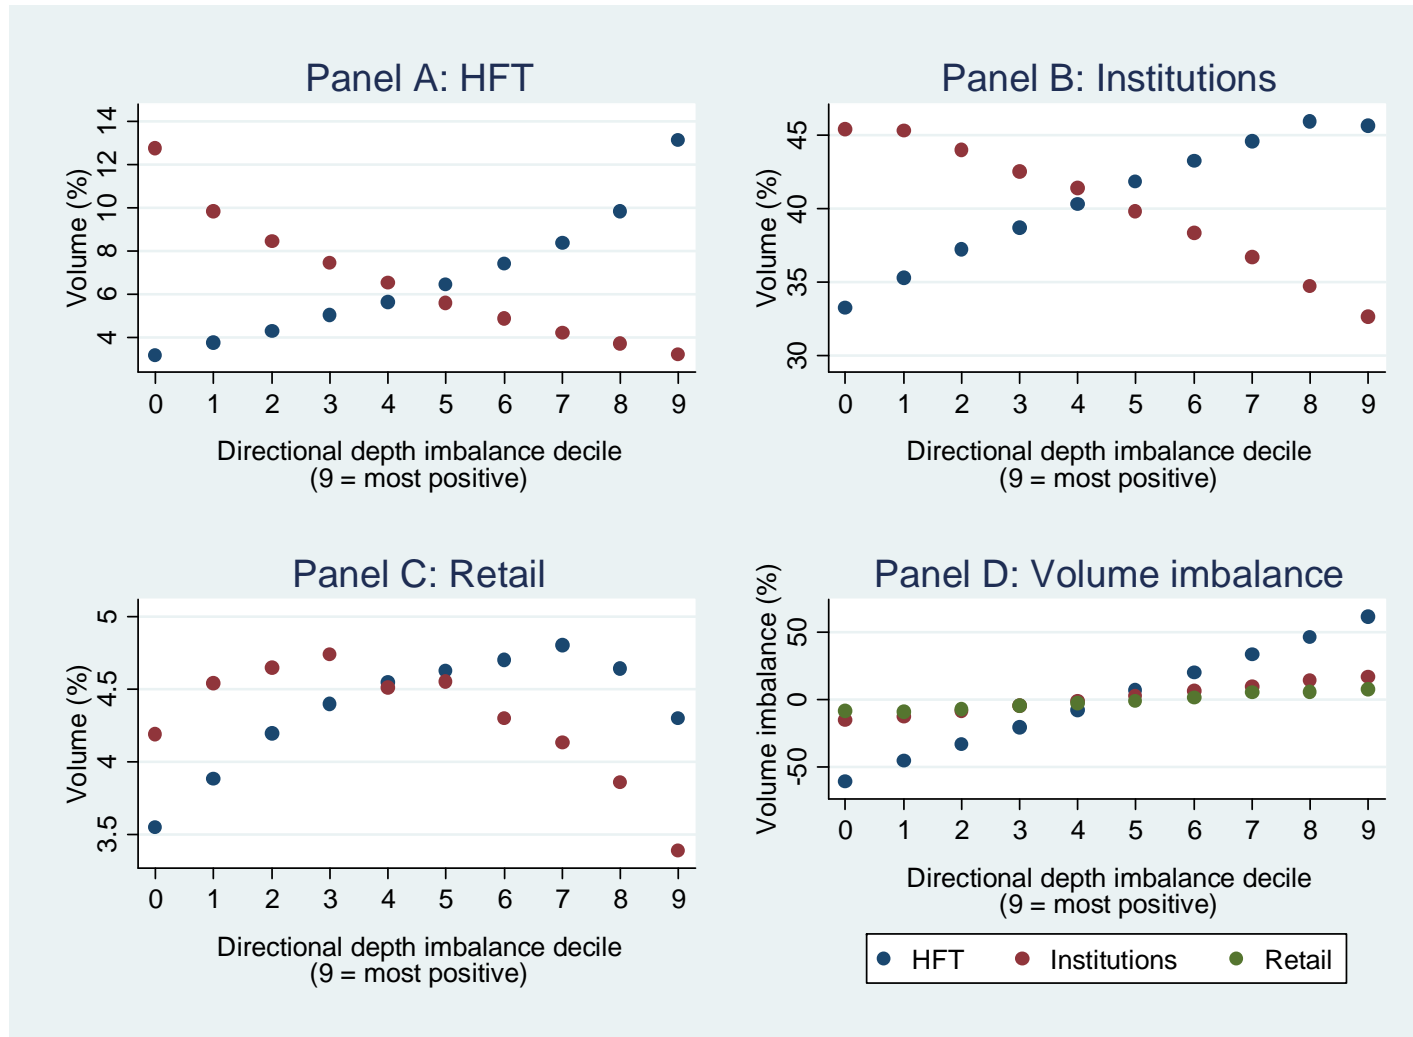 Panel A: HFT
Volume (%)
14
12
10
8
6
4
0 1 2 3 4 5 6 7 8 9
Directional depth imbalance decile
(9 = most positive)
Panel B: Institutions
Volume (%)
45
40
35
30
0 1 2 3 4 5 6 7 8 9
Directional depth imbalance decile
(9 = most positive)
Panel C: Retail
Volume (%)
5
4.5
4
3.5
0 1 2 3 4 5 6 7 8 9
Directional depth imbalance decile
(9 = most positive)
Panel D: Volume imbalance
Volume imbalance (%)
50
0
-50
0 1 2 3 4 5 6 7 8 9
Directional depth imbalance decile
(9 = most positive)
HFT Institutions Retail